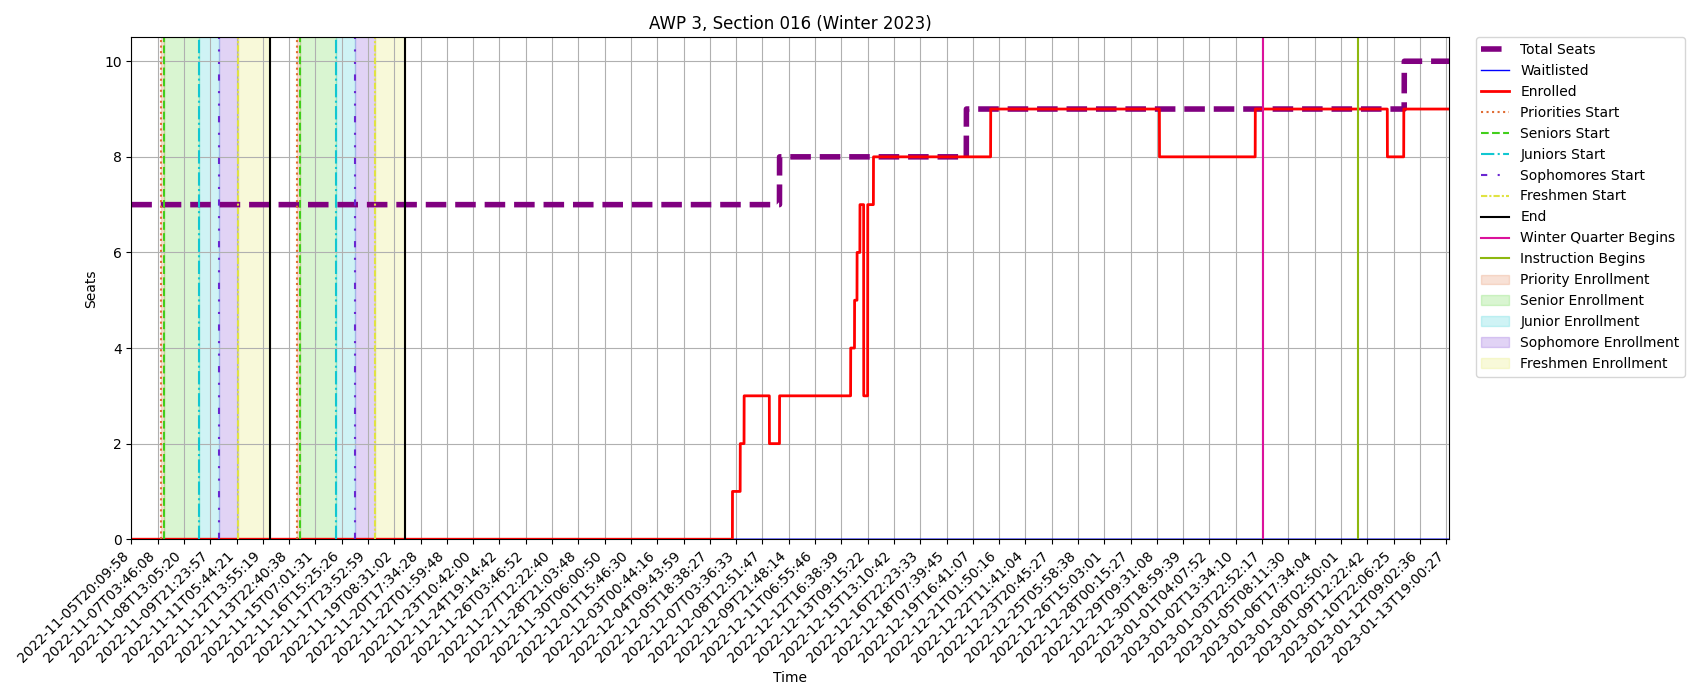 AWP 3, Section 016 (Winter 2023)
10
8
6
4
2
0
Seats
2022-11-05T20:09:58
2022-11-07T03:46:08
2022-11-08T13:05:20
2022-11-09T21:23:57
2022-11-11T05:44:21
2022-11-12T13:55:19
2022-11-13T22:40:38
2022-11-15T07:01:31
2022-11-16T15:25:26
2022-11-17T23:52:59
2022-11-19T08:31:02
2022-11-20T17:34:28
2022-11-22T01:59:48
2022-11-23T10:42:00
2022-11-24T19:14:42
2022-11-26T03:46:52
2022-11-27T12:22:40
2022-11-28T21:03:48
2022-11-30T06:00:50
2022-12-01T15:46:30
2022-12-03T00:44:16
2022-12-04T09:43:59
2022-12-05T18:38:27
2022-12-07T03:36:33
2022-12-08T12:51:47
2022-12-09T21:48:14
2022-12-11T06:55:46
2022-12-12T16:38:39
2022-12-13T09:15:22
2022-12-15T13:10:42
2022-12-16T22:23:33
2022-12-18T07:39:45
2022-12-19T16:41:07
2022-12-21T01:50:16
2022-12-22T11:41:04
2022-12-23T20:45:27
2022-12-25T05:58:38
2022-12-26T15:03:01
2022-12-28T00:15:27
2022-12-29T09:31:08
2022-12-30T18:59:39
2023-01-01T04:07:52
2023-01-02T13:34:10
2023-01-03T22:52:17
2023-01-05T08:11:30
2023-01-06T17:34:04
2023-01-08T02:50:01
2023-01-09T12:22:42
2023-01-10T22:06:25
2023-01-12T09:02:36
2023-01-13T19:00:27
Time
Total Seats
Waitlisted
Enrolled
Priorities Start
Seniors Start
Juniors Start
Sophomores Start
Freshmen Start
End
Winter Quarter Begins
Instruction Begins
Priority Enrollment
Senior Enrollment
Junior Enrollment
Sophomore Enrollment
Freshmen Enrollment